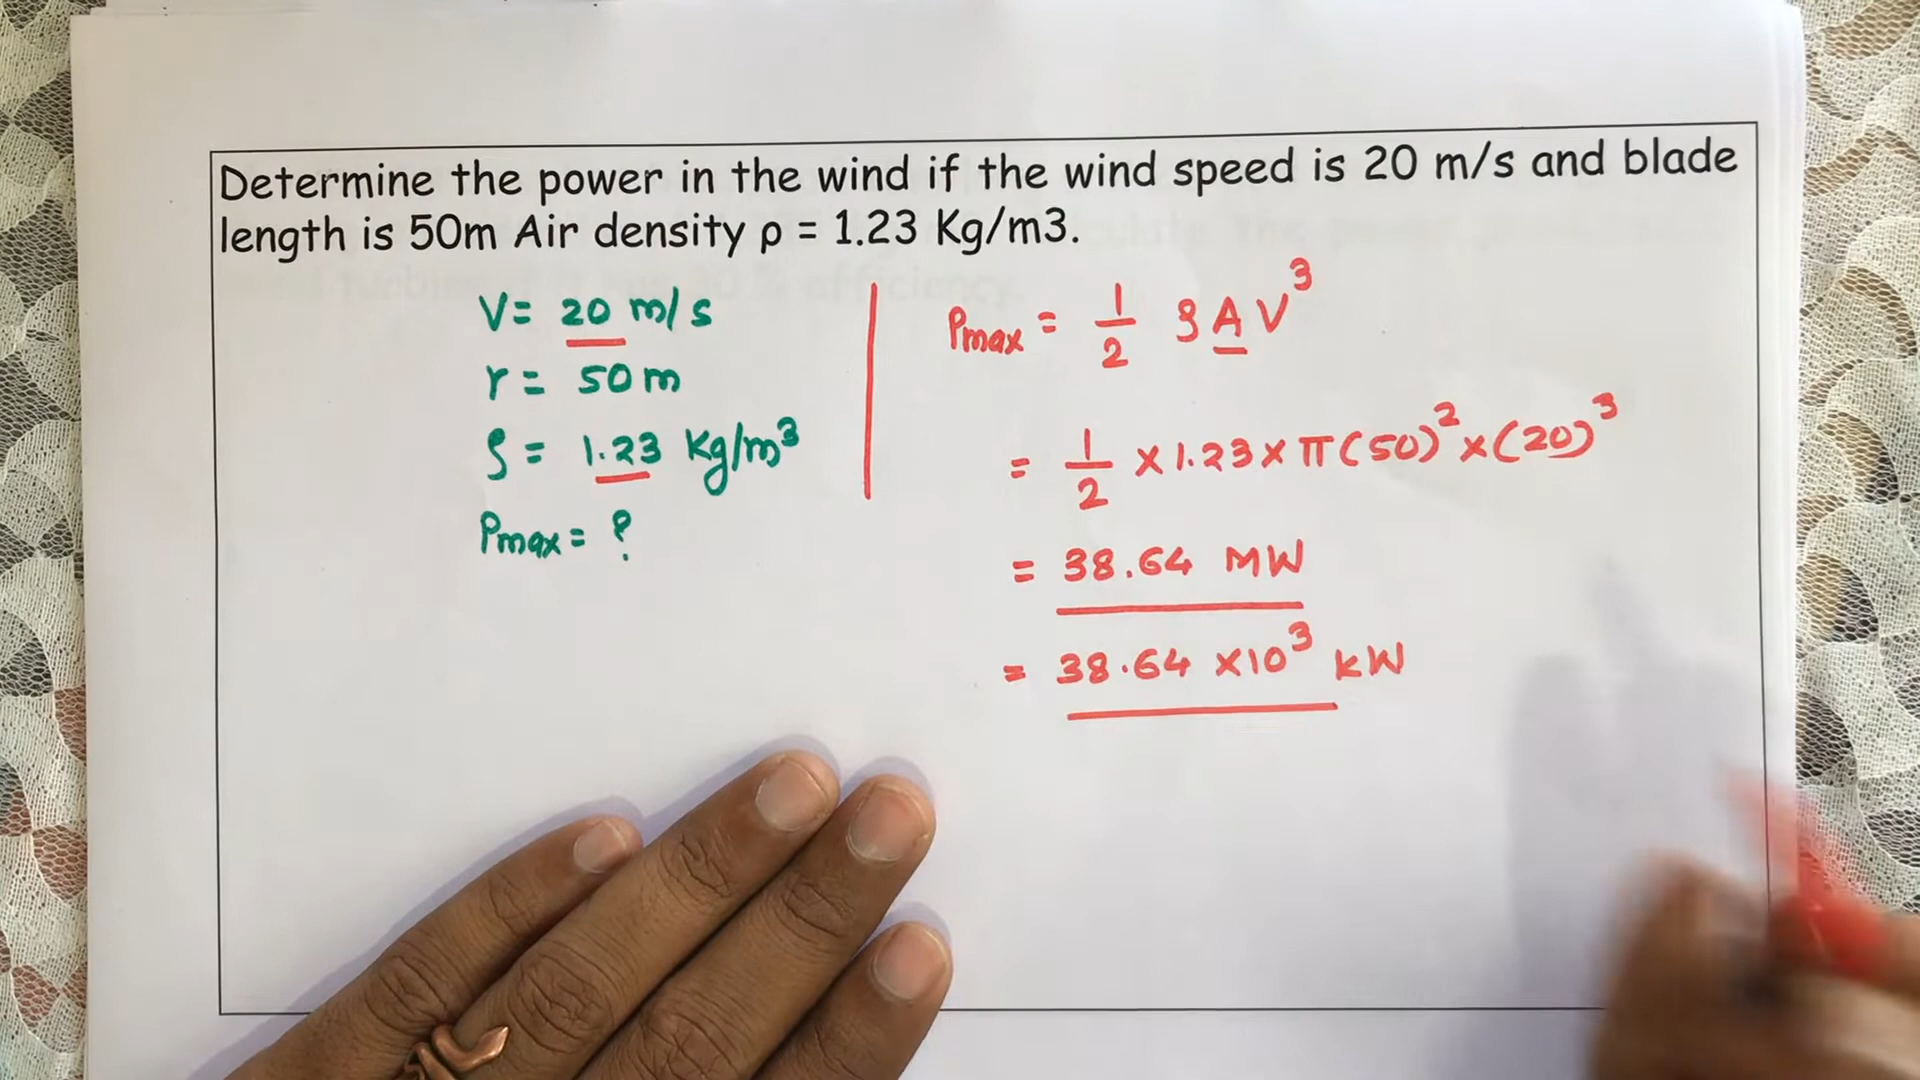 Determine the power in the wind if the wind speed is 20 m/s and blade
length is 50m Air density ρ = 1.23 Kg/m3.
V = 20 m/s
r = 50 m
ρ = 1.23 Kg/m³
Pmax = ?
Pmax = 1/2 ρ A V³
= 1/2 × 1.23 × π (50)² × (20)³
= 38.64 MW
= 38.64 × 10³ kW